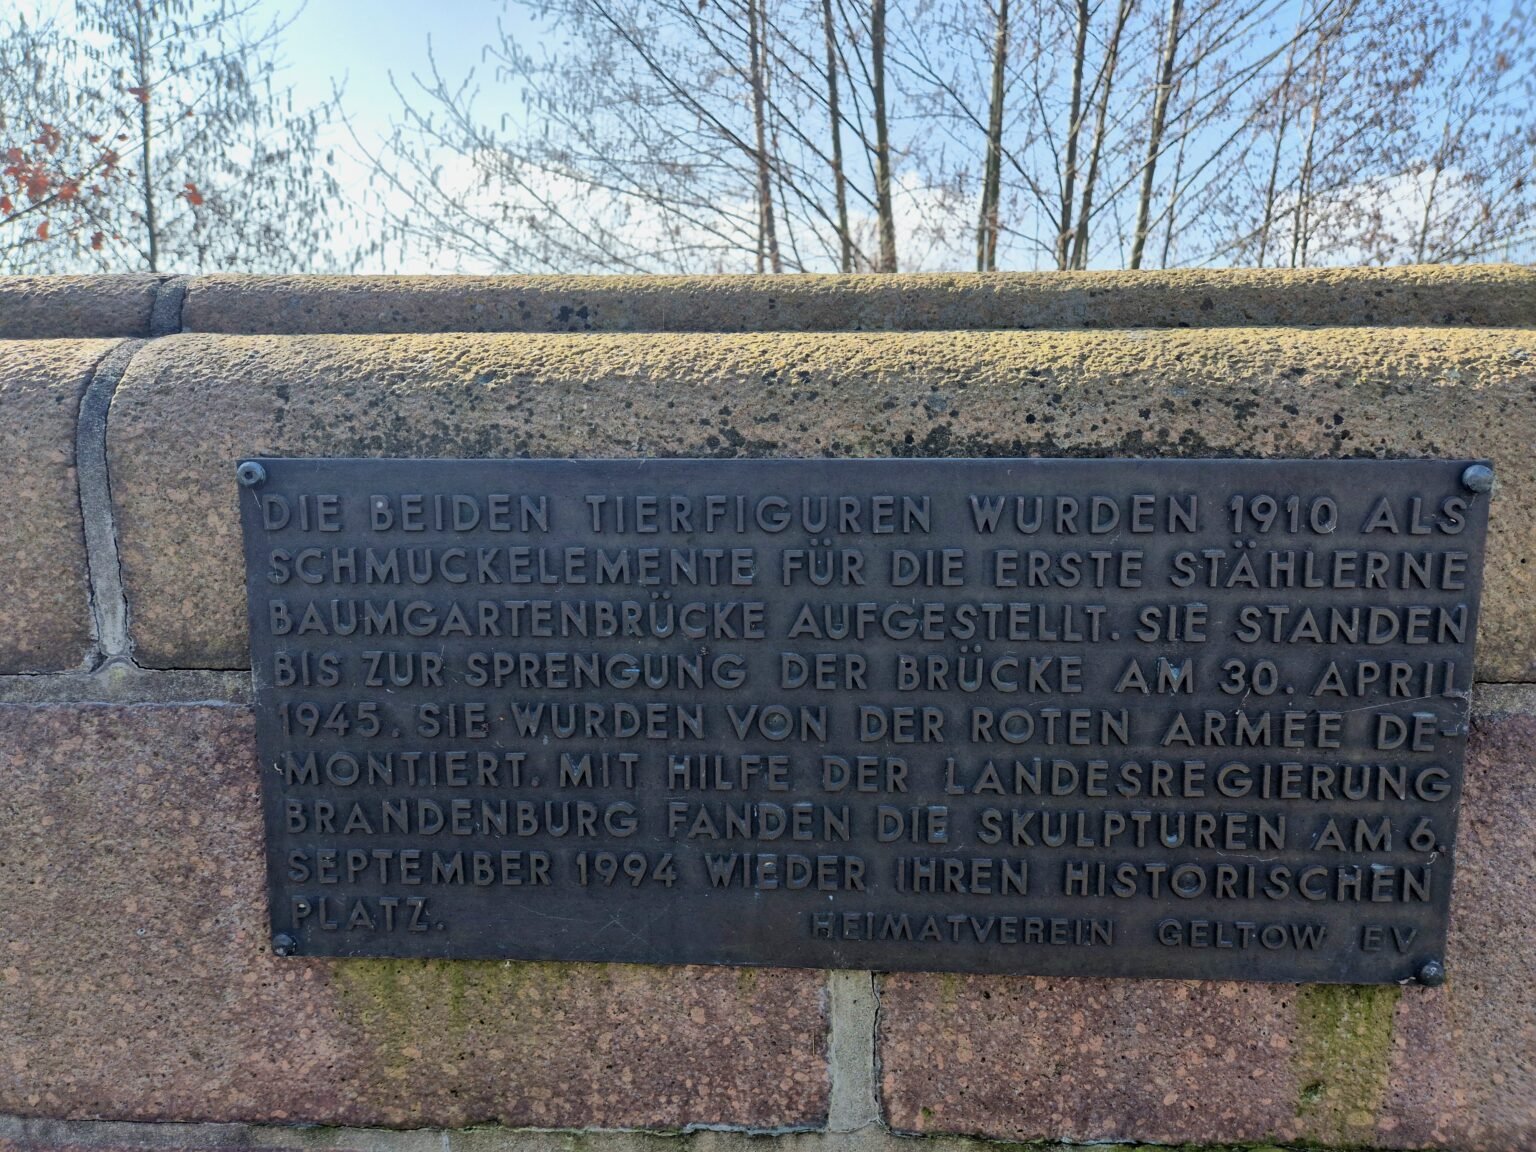 DIE BEIDEN TIERFIGUREN WURDEN 1910 ALS
SCHMUCKELEMENTE FÜR DIE ERSTE STÄHLERNE
BAUMGARTENBRÜCKE AUFGESTELLT. SIE STANDEN
BIS ZUR SPRENGUNG DER BRÜCKE AM 30. APRIL
1945. SIE WURDEN VON DER ROTEN ARMEE DE-
MONTIERT. MIT HILFE DER LANDESREGIERUNG
BRANDENBURG FANDEN DIE SKULPTUREN AM 6.
SEPTEMBER 1994 WIEDER IHREN HISTORISCHEN
PLATZ. HEIMATVEREIN GELTOW EV